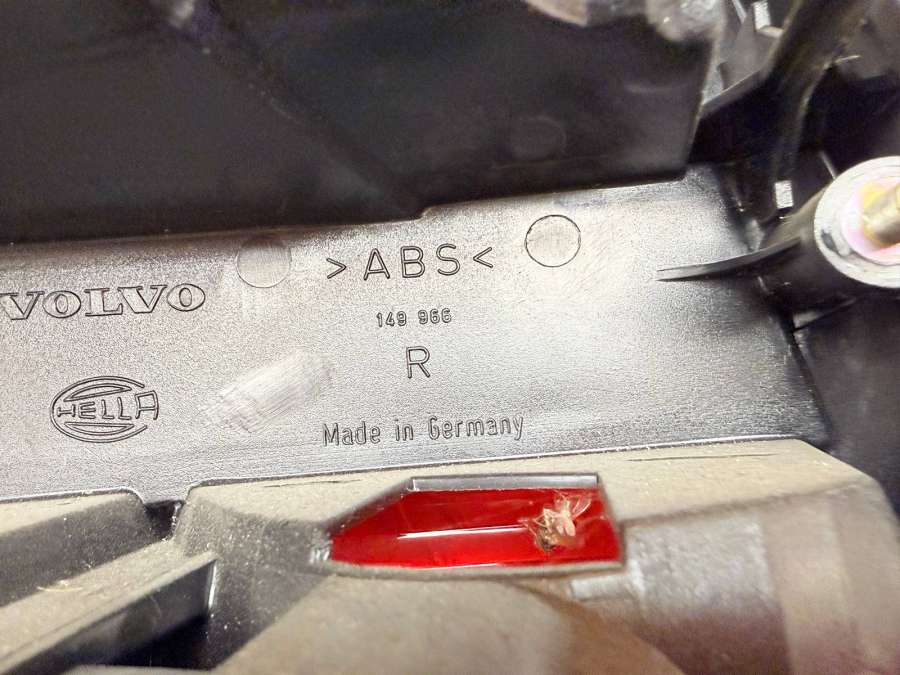 >ABS<
VOLVO
149 966
R
HELLA
Made in Germany